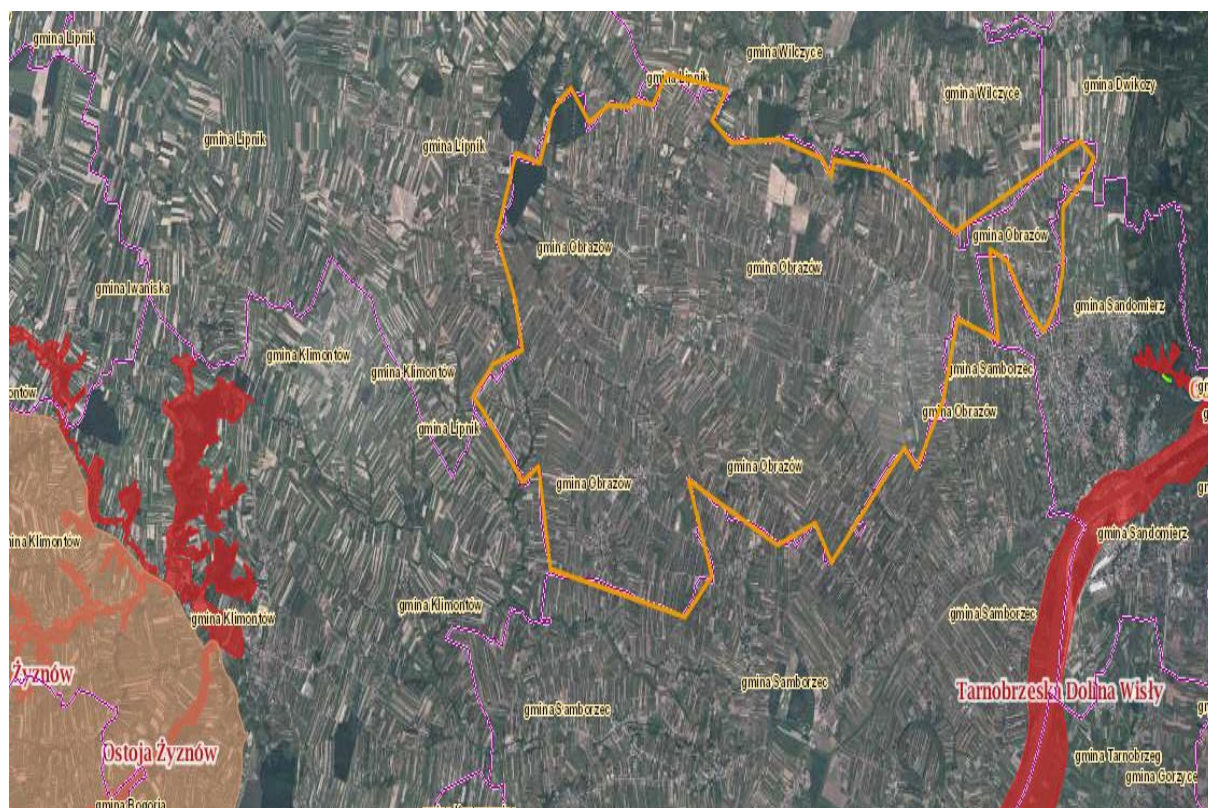 gmina Lipnik
gmina Wilczyce
gmina Lipnik
gmina Dwikozy
gmina Wilczyce
gmina Lipnik
gmina Lipnik
gmina Obrazów
gmina Obrazów
gmina Obrazów
gmina Iwaniska
gmina Sandomierz
gmina Klimontów
gmina Klimontów
gmina Samborzec
gmina Obrazów
gmina Lipnik
gmina Obrazów
gmina Obrazów
gmina Sandomierz
gmina Klimontów
gmina Klimontów
gmina Samborzec
Żyznów
gmina Samborzec
Tarnobrzeska Dolina Wisły
gmina Samborzec
Ostoja Żyznów
gmina Tarnobrzeg
gmina Gorzyce
gmina Bogoria